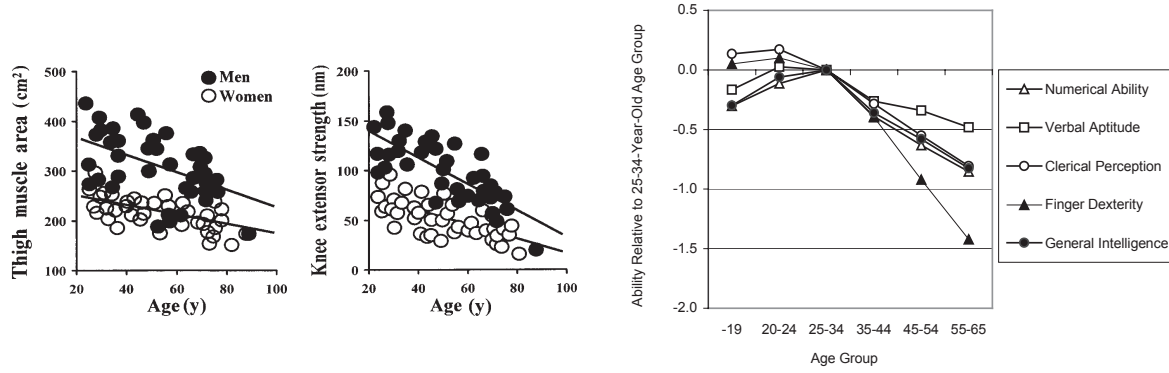 Thigh muscle area (cm²)
500
400
300
200
100
20 40 60 80 100
Age (y)
Men
Women
Knee extensor strength (nm)
200
150
100
50
0
20 40 60 80 100
Age (y)
Ability Relative to 25-34-Year-Old Age Group
0.5
0.0
-0.5
-1.0
-1.5
-2.0
-19 20-24 25-34 35-44 45-54 55-65
Age Group
Numerical Ability
Verbal Aptitude
Clerical Perception
Finger Dexterity
General Intelligence